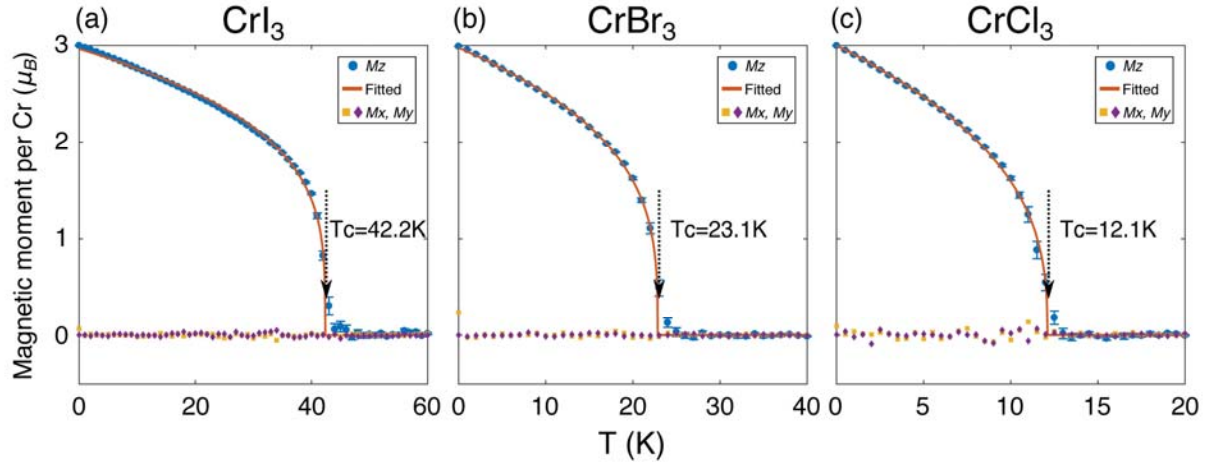 (a) CrI3
(b) CrBr3
(c) CrCl3
Magnetic moment per Cr (μB)
3
2
1
0
Mz
Fitted
Mx, My
Tc=42.2K
0 20 40 60
Mz
Fitted
Mx, My
Tc=23.1K
0 10 20 30 40
Mz
Fitted
Mx, My
Tc=12.1K
0 5 10 15 20
T (K)